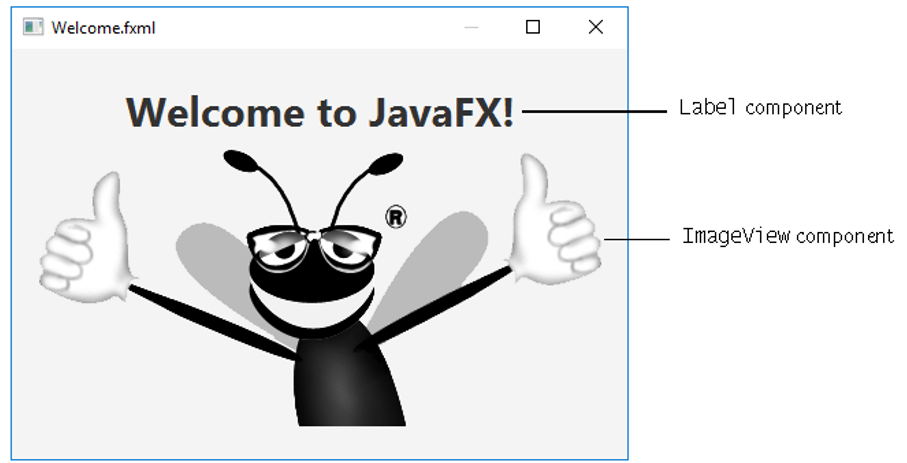 Welcome.fxml
Welcome to JavaFX!
Label component
®
ImageView component